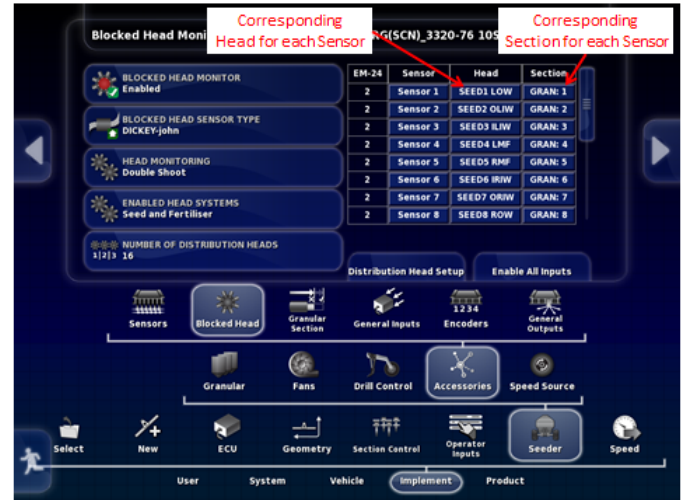 Corresponding
Head for each Sensor
Corresponding
Section for each Sensor
Blocked Head Moni
RG(SCN)_3320-76 10S
BLOCKED HEAD MONITOR
Enabled
BLOCKED HEAD SENSOR TYPE
DICKEY-john
HEAD MONITORING
Double Shoot
ENABLED HEAD SYSTEMS
Seed and Fertiliser
NUMBER OF DISTRIBUTION HEADS
1|2|3 16
EM-24 Sensor Head Section
2 Sensor 1 SEED1 LOW GRAN: 1
2 Sensor 2 SEED2 OLIW GRAN: 2
2 Sensor 3 SEED3 ILIW GRAN: 3
2 Sensor 4 SEED4 LMF GRAN: 4
2 Sensor 5 SEED5 RMF GRAN: 5
2 Sensor 6 SEED6 IRIW GRAN: 6
2 Sensor 7 SEED7 ORIW GRAN: 7
2 Sensor 8 SEED8 ROW GRAN: 8
Distribution Head Setup Enable All Inputs
1234
Sensors Blocked Head Granular Section General Inputs Encoders General Outputs
Granular Fans Drill Control Accessories Speed Source
Select New ECU Geometry Section Control Operator Inputs Seeder Speed
User System Vehicle Implement Product